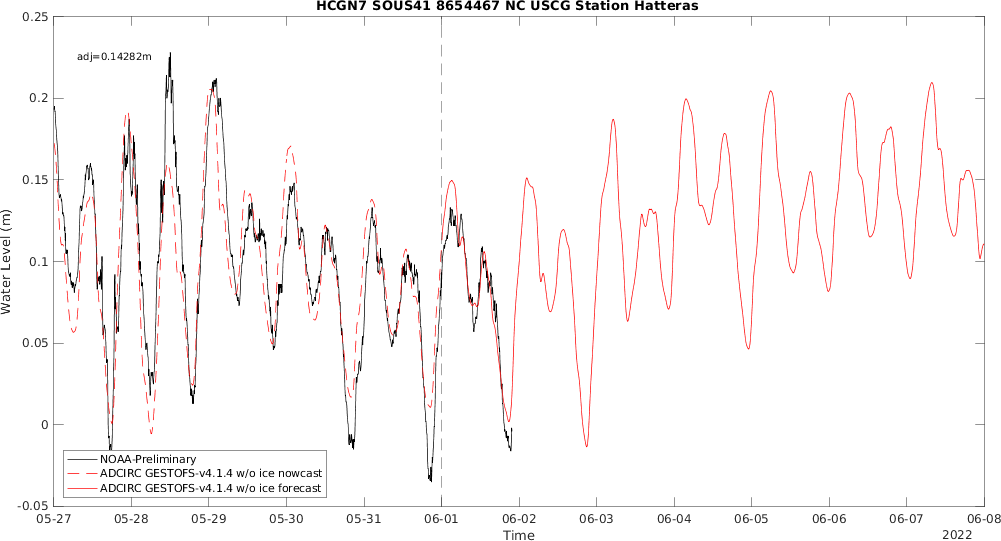 HCGN7 SOUS41 8654467 NC USCG Station Hatteras
0.25
0.2
0.15
0.1
0.05
0
-0.05
Water Level (m)
adj=0.14282m
NOAA-Preliminary
ADCIRC GESTOFS-v4.1.4 w/o ice nowcast
ADCIRC GESTOFS-v4.1.4 w/o ice forecast
05-27 05-28 05-29 05-30 05-31 06-01 06-02 06-03 06-04 06-05 06-06 06-07 06-08
Time
2022